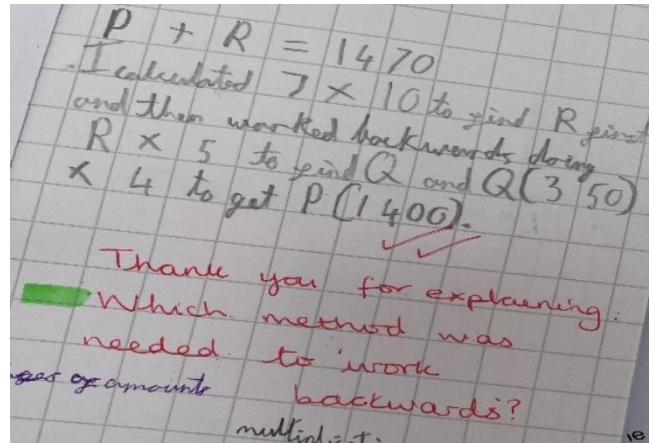 P + R = 1470
I calculated 7 × 10 to find R first
and then worked backwards doing
R × 5 to find Q and Q(350)
× 4 to get P (1400).
Thank you for explaining.
Which method was
needed to work
of amounts
backwards?